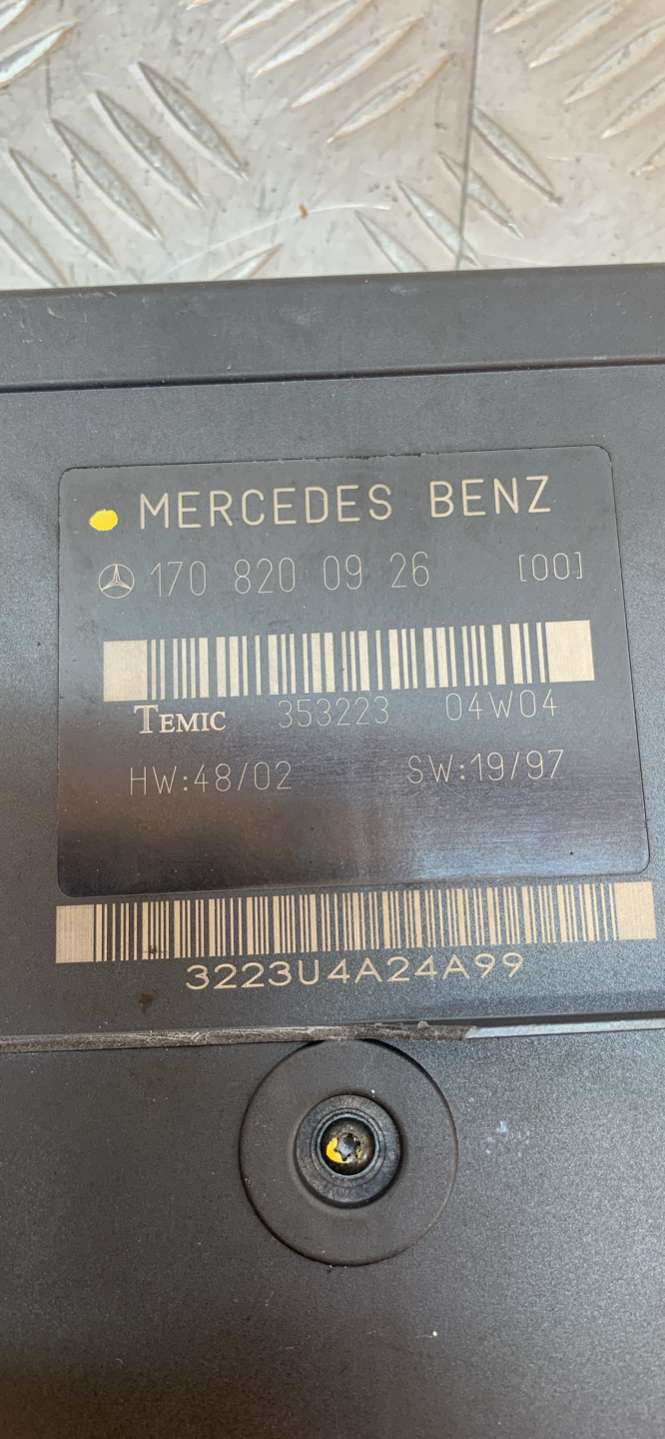 MERCEDES BENZ
170 820 09 26 [00]
TEMIC 353223 04W04
HW:48/02 SW:19/97
3223U4A24A99